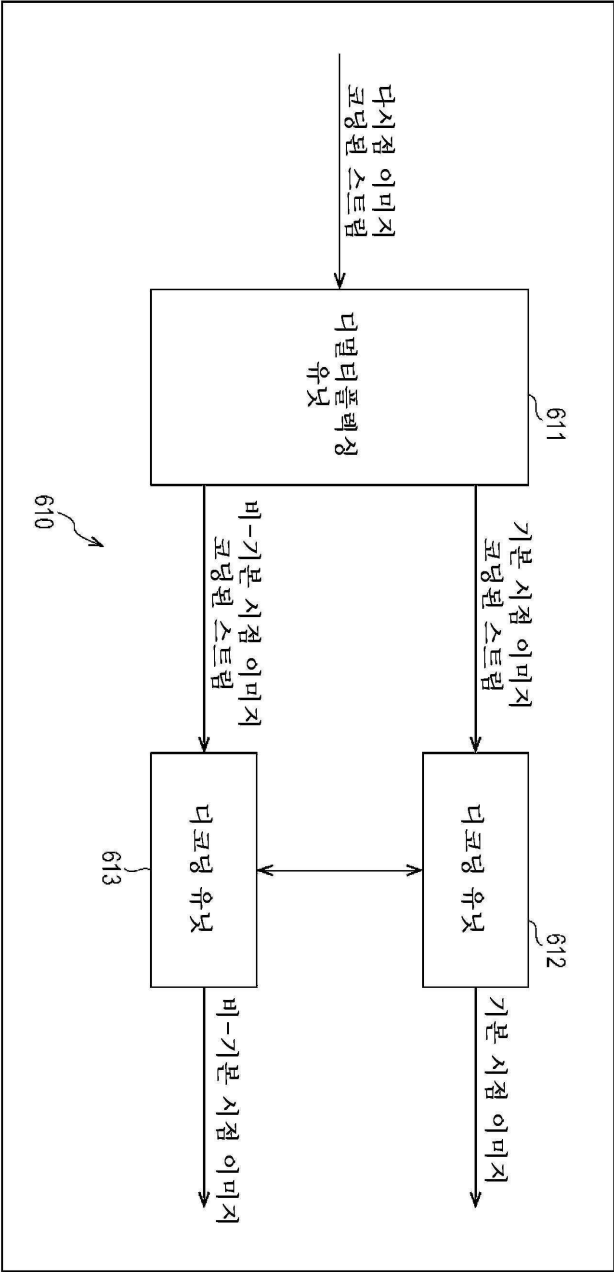 다시점 이미지
코딩된 스트림
디멀티플렉싱
유닛
611
기본 시점 이미지
코딩된 스트림
디코딩 유닛
612
기본 시점 이미지
비-기본 시점 이미지
코딩된 스트림
디코딩 유닛
613
비-기본 시점 이미지
610